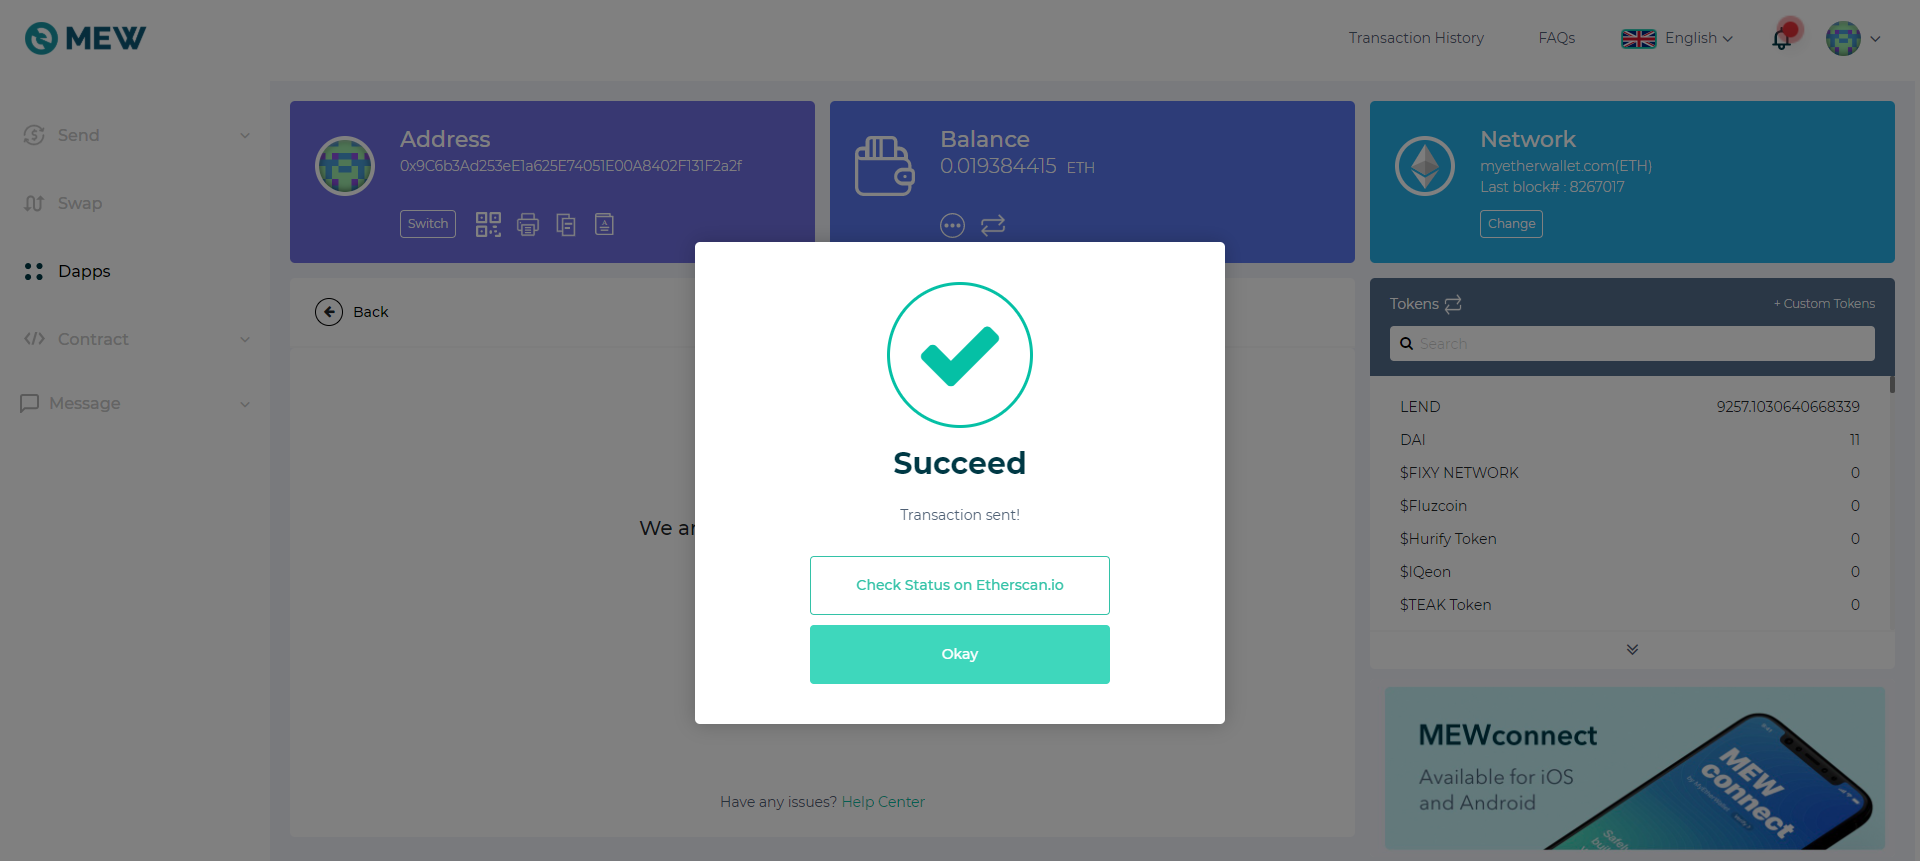 MEW
Transaction History
FAQs
English
Send
Swap
Dapps
Contract
Message
Address
0x9C6b3Ad253eE1a625E74051E00A8402F131F2a2f
Switch
Balance
0.019384415 ETH
Network
myetherwallet.com(ETH)
Last block# : 8267017
Change
Back
We ar
Succeed
Transaction sent!
Check Status on Etherscan.io
Okay
Have any issues? Help Center
Tokens
+ Custom Tokens
Search
LEND 9257.1030640668339
DAI 11
$FIXY NETWORK 0
$Fluzcoin 0
$Hurify Token 0
$IQeon 0
$TEAK Token 0
MEWconnect
Available for iOS
and Android
MEW
connect
Safely